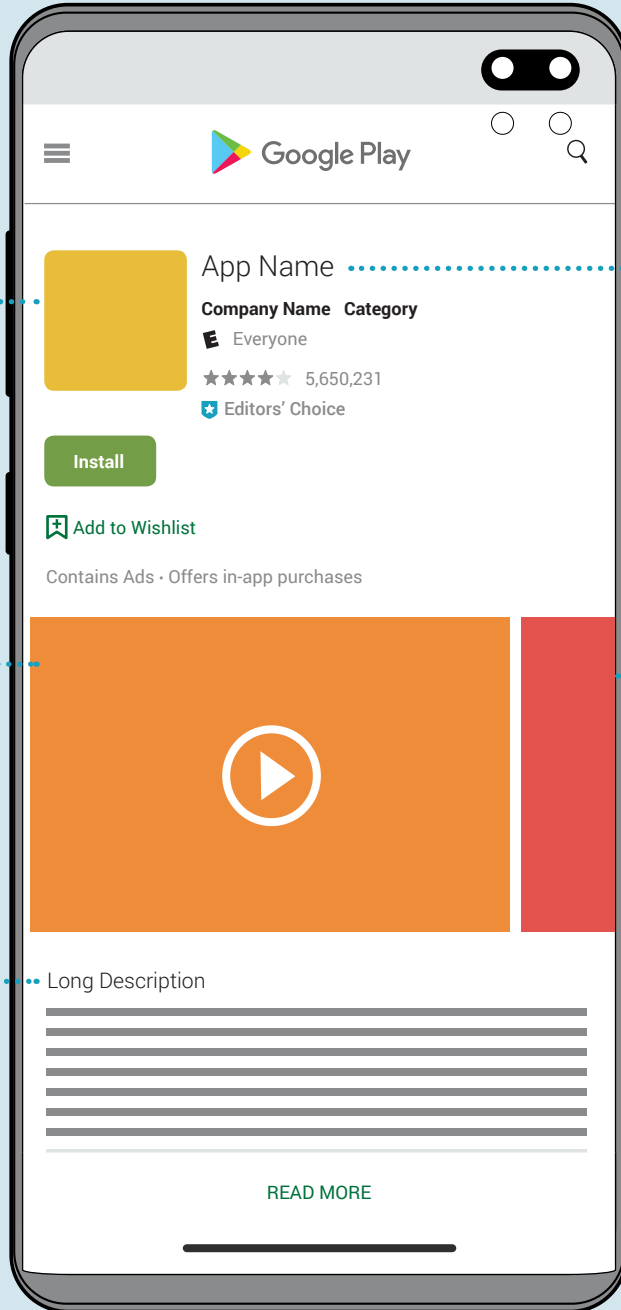 Google Play
App Name
Company Name Category
E Everyone
5,650,231
Editors’ Choice
Install
Add to Wishlist
Contains Ads · Offers in-app purchases
Long Description
READ MORE